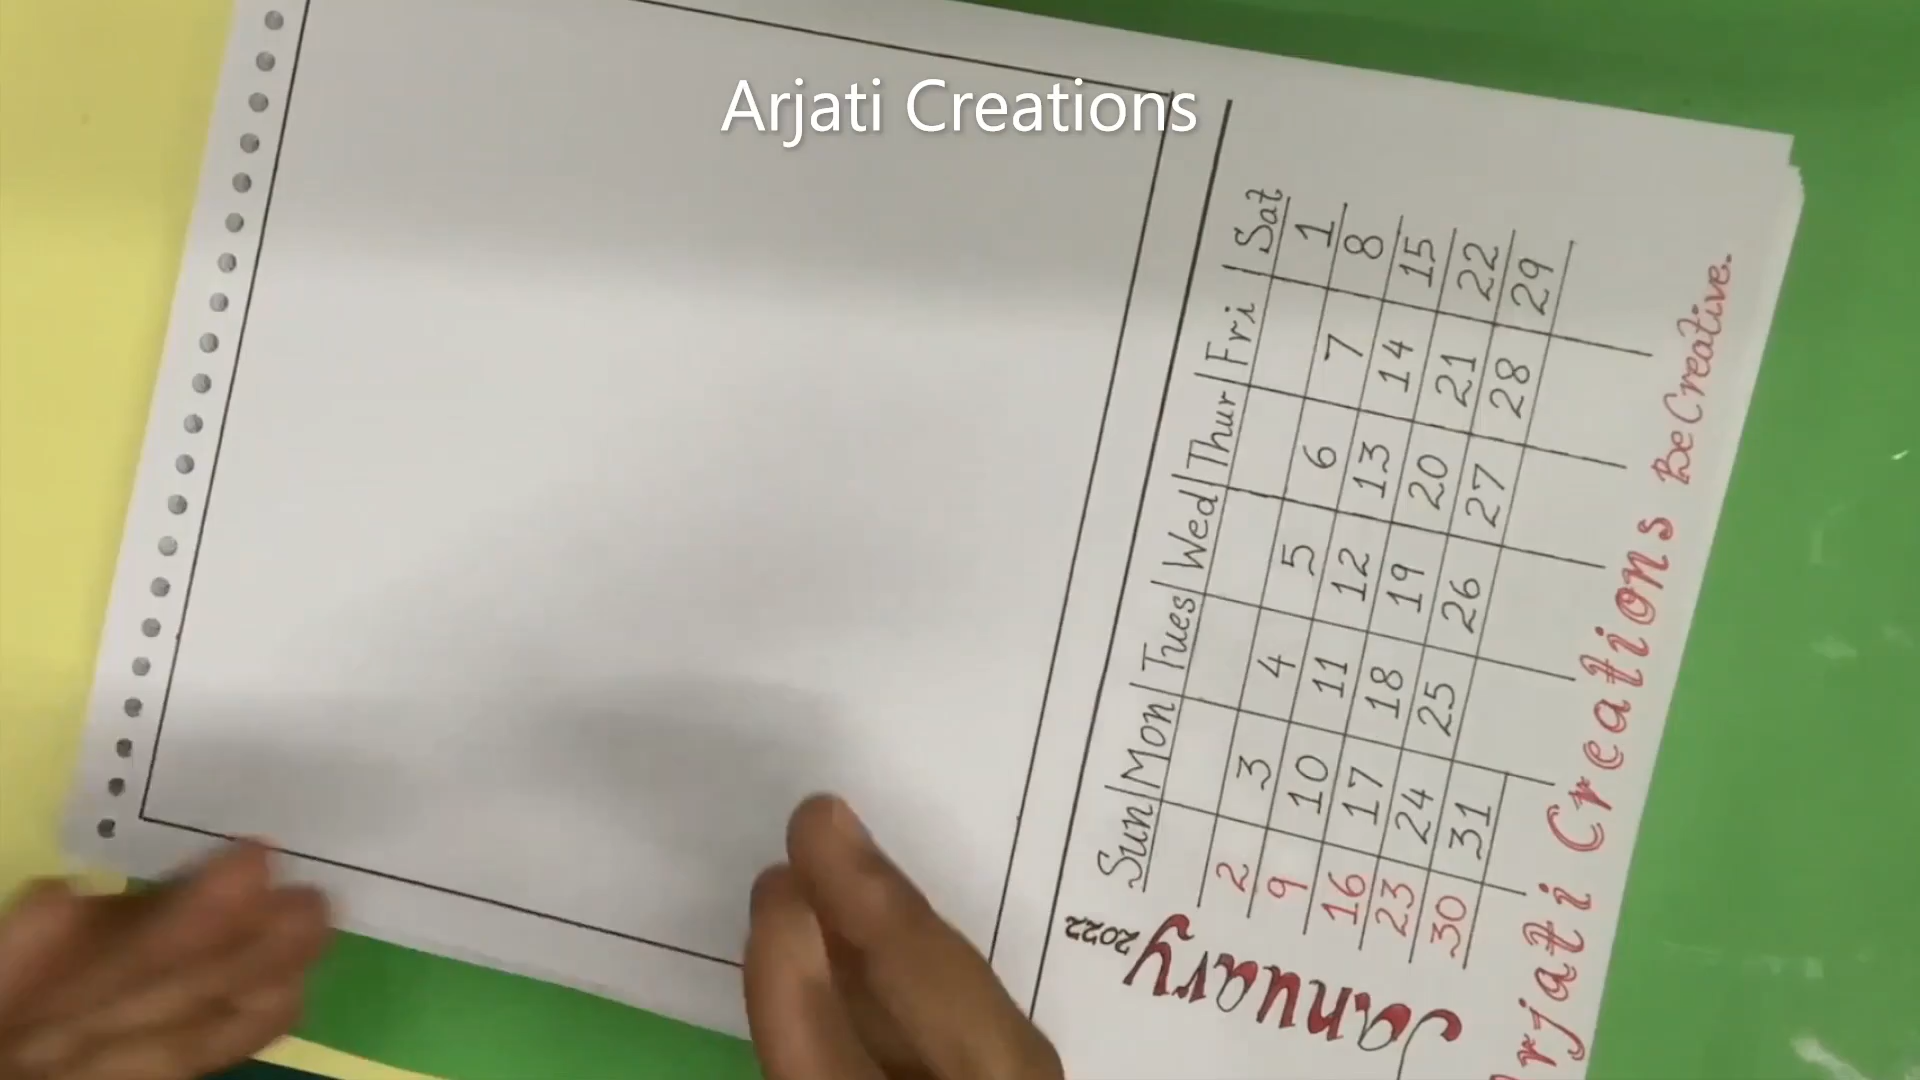 Arjati Creations
January
2022
Sun Mon Tues Wed Thur Fri Sat
1
2 3 4 5 6 7 8
9 10 11 12 13 14 15
16 17 18 19 20 21 22
23 24 25 26 27 28 29
30 31
rjati Creations Be Creative.